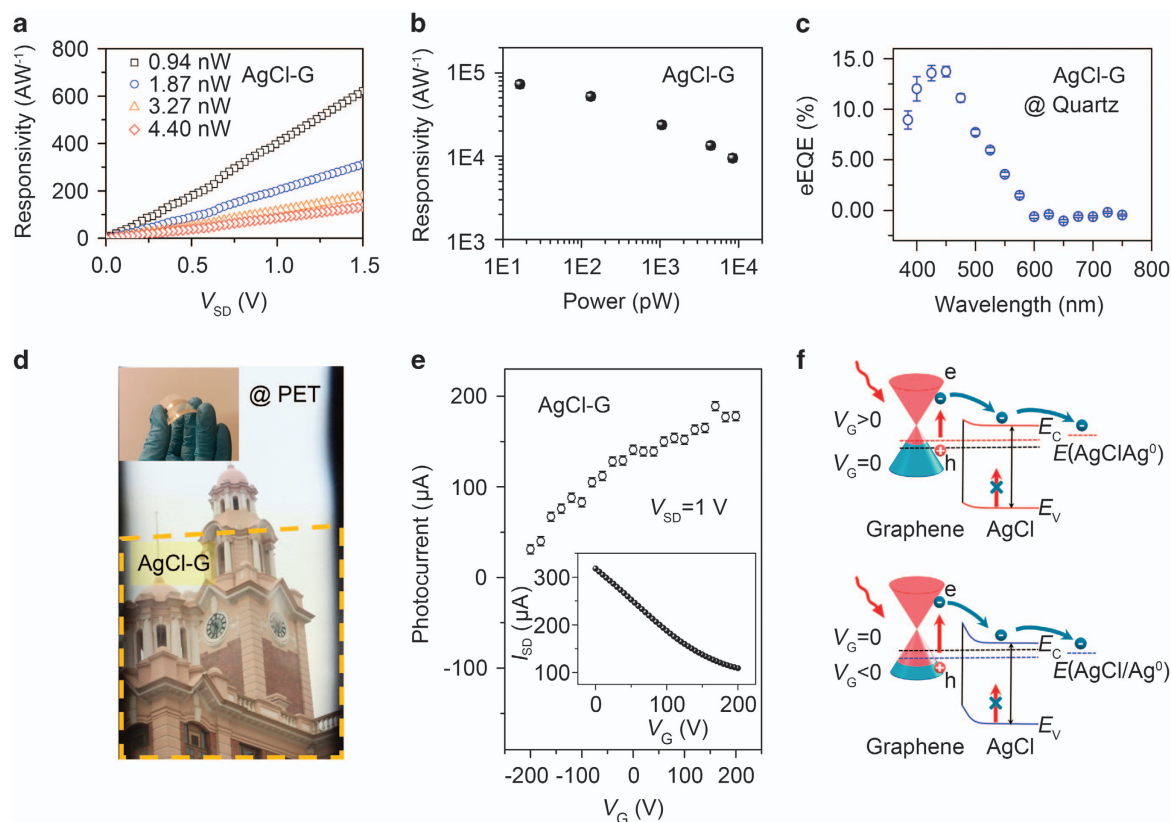 a
800
600
400
200
0
Responsivity (AW⁻¹)
0.94 nW
1.87 nW
3.27 nW
4.40 nW
AgCl-G
0.0
0.5
1.0
1.5
V_SD (V)
b
1E5
1E4
1E3
Responsivity (AW⁻¹)
AgCl-G
1E1
1E2
1E3
1E4
Power (pW)
c
15.00
10.00
5.00
0.00
eEQE (%)
AgCl-G
@ Quartz
400
500
600
700
800
Wavelength (nm)
d
@ PET
AgCl-G
e
200
100
0
-100
Photocurrent (µA)
AgCl-G
V_SD=1 V
300
200
100
I_SD (µA)
0
100
200
V_G (V)
-200
-100
0
100
200
V_G (V)
f
e
V_G>0
V_G=0
h
E_C
E(AgClAg⁰)
E_V
Graphene
AgCl
e
V_G=0
V_G<0
h
E_C
E(AgCl/Ag⁰)
E_V
Graphene
AgCl